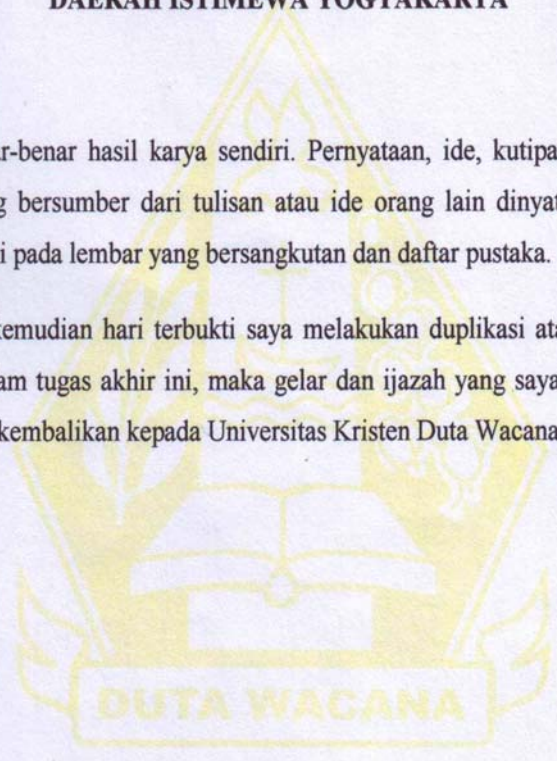 DAERAH ISTIMEWA YOGYAKARTA
r-benar hasil karya sendiri. Pernyataan, ide, kutipa
g bersumber dari tulisan atau ide orang lain dinyat
i pada lembar yang bersangkutan dan daftar pustaka.
kemudian hari terbukti saya melakukan duplikasi ata
am tugas akhir ini, maka gelar dan ijazah yang saya
kembalikan kepada Universitas Kristen Duta Wacana
DUTA WACANA